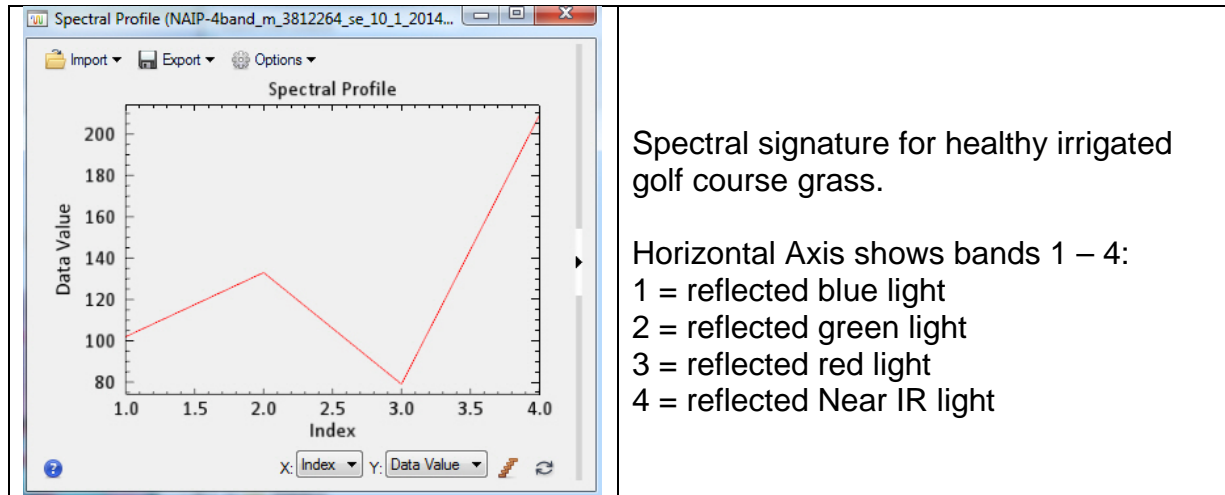 Spectral Profile (NAIP-4band_m_3812264_se_10_1_2014...
Import Export Options
Spectral Profile
200
180
160
140
120
100
80
Data Value
1.0 1.5 2.0 2.5 3.0 3.5 4.0
Index
X: Index Y: Data Value
Spectral signature for healthy irrigated
golf course grass.
Horizontal Axis shows bands 1 – 4:
1 = reflected blue light
2 = reflected green light
3 = reflected red light
4 = reflected Near IR light